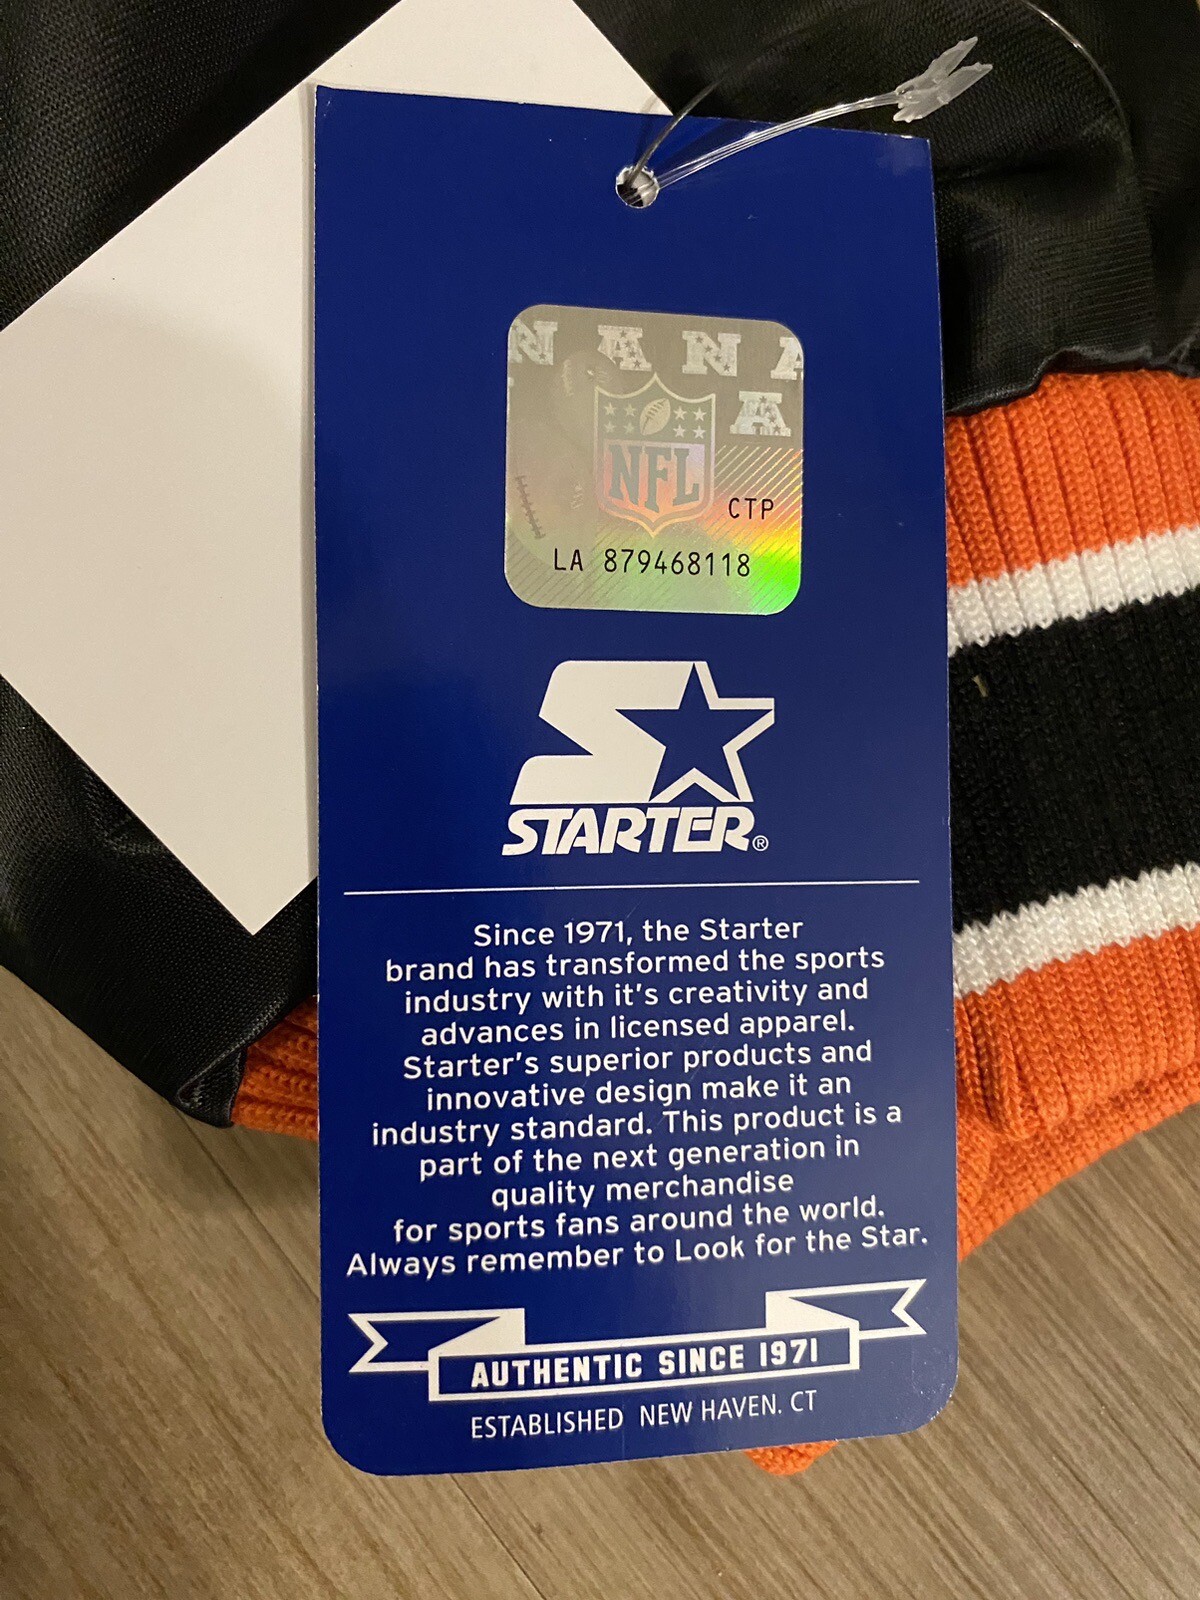 N A N A
A
NFL
CTP
LA 879468118
STARTER®
Since 1971, the Starter
brand has transformed the sports
industry with it's creativity and
advances in licensed apparel.
Starter's superior products and
innovative design make it an
industry standard. This product is a
part of the next generation in
quality merchandise
for sports fans around the world.
Always remember to Look for the Star.
AUTHENTIC SINCE 1971
ESTABLISHED NEW HAVEN. CT